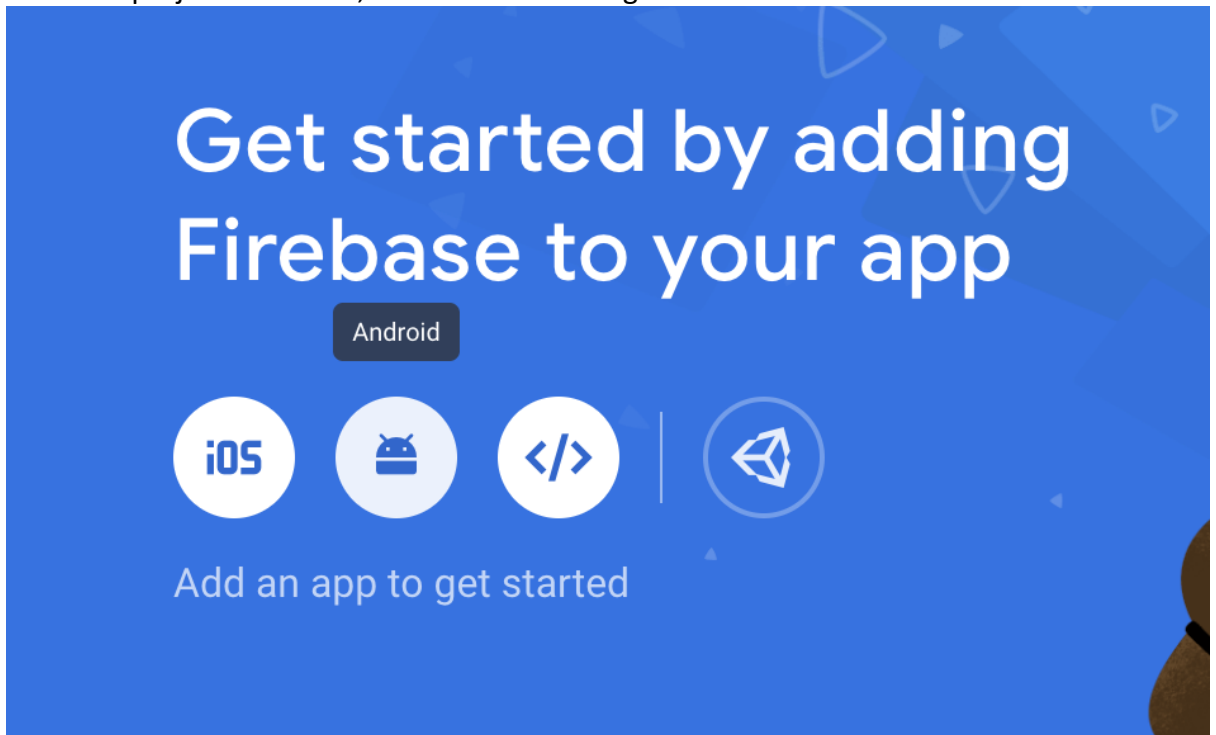 Get started by adding
Firebase to your app
Android
iOS
</>
Add an app to get started